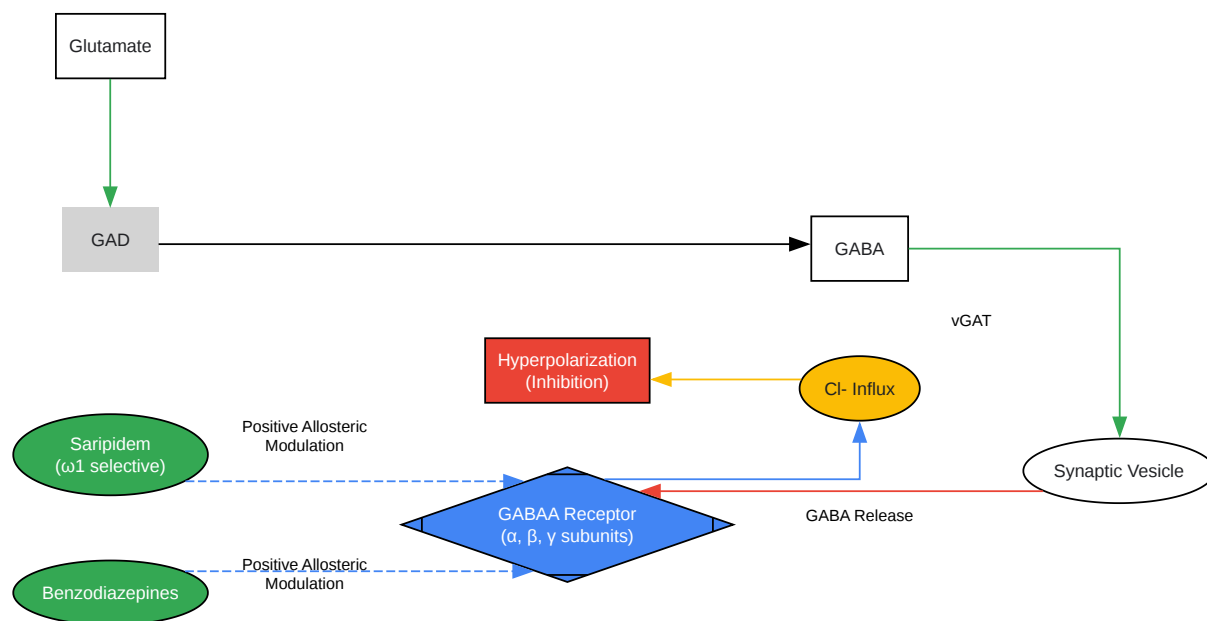 Glutamate
GAD
GABA
vGAT
Hyperpolarization
(Inhibition)
Cl- Influx
Positive Allosteric
Modulation
Saripidem
(ω1 selective)
Synaptic Vesicle
GABAA Receptor
(α, β, γ subunits)
GABA Release
Positive Allosteric
Modulation
Benzodiazepines